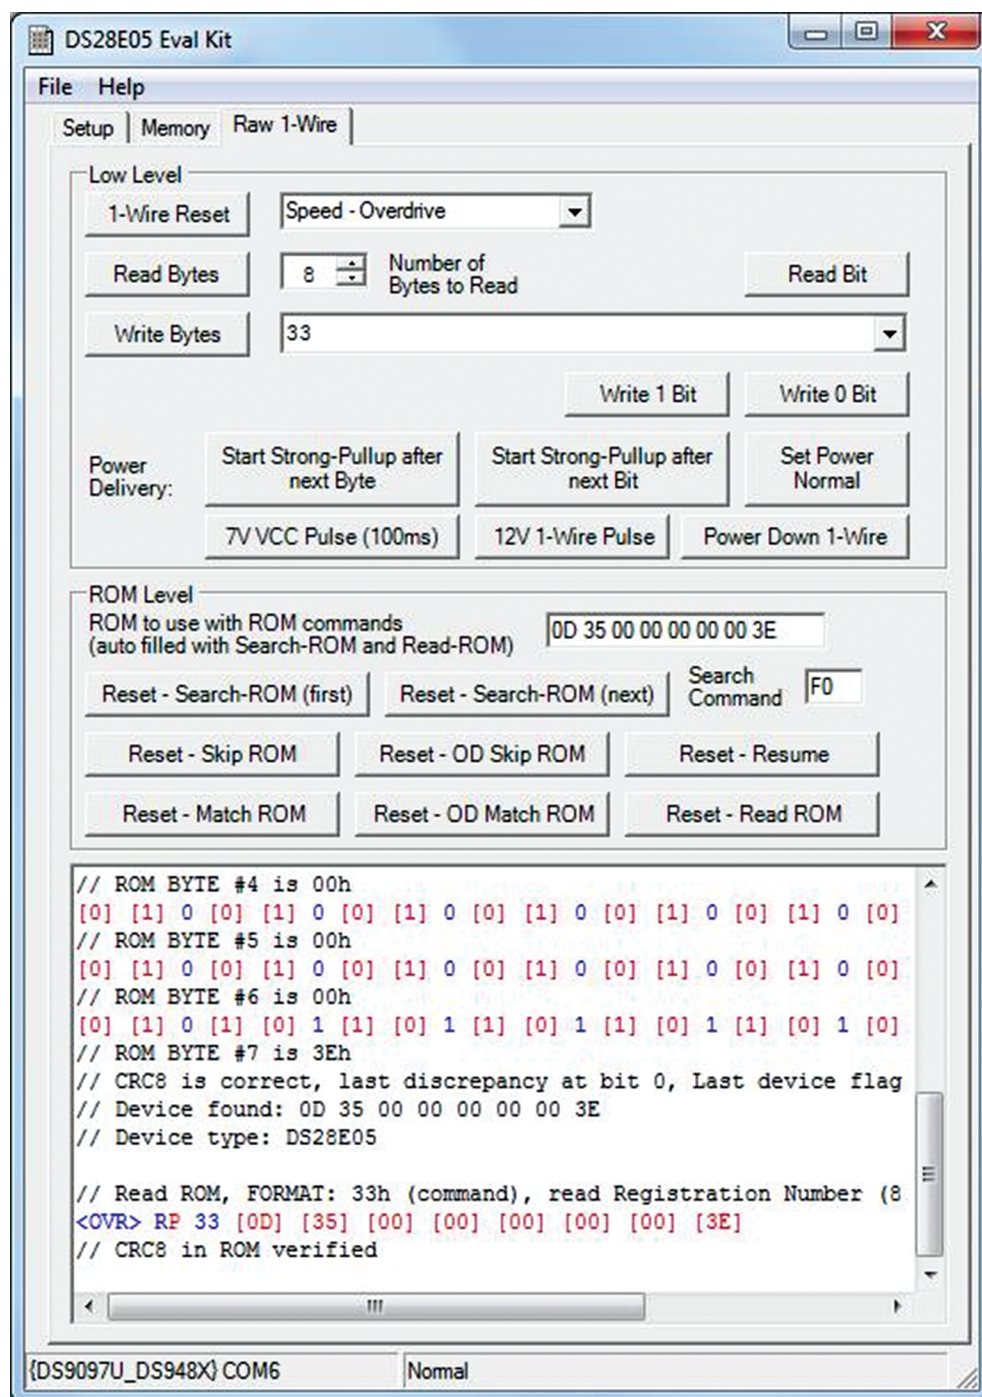 DS28E05 Eval Kit
File Help
Setup Memory Raw 1-Wire
Low Level
1-Wire Reset Speed - Overdrive
Read Bytes 8 Number of
Bytes to Read Read Bit
Write Bytes 33
Write 1 Bit Write 0 Bit
Power
Delivery:
Start Strong-Pullup after
next Byte
Start Strong-Pullup after
next Bit
Set Power
Normal
7V VCC Pulse (100ms) 12V 1-Wire Pulse Power Down 1-Wire
ROM Level
ROM to use with ROM commands
(auto filled with Search-ROM and Read-ROM) 0D 35 00 00 00 00 00 3E
Reset - Search-ROM (first) Reset - Search-ROM (next) Search
Command F0
Reset - Skip ROM Reset - OD Skip ROM Reset - Resume
Reset - Match ROM Reset - OD Match ROM Reset - Read ROM
// ROM BYTE #4 is 00h
[0] [1] 0 [0] [1] 0 [0] [1] 0 [0] [1] 0 [0] [1] 0 [0] [1] 0 [0]
// ROM BYTE #5 is 00h
[0] [1] 0 [0] [1] 0 [0] [1] 0 [0] [1] 0 [0] [1] 0 [0] [1] 0 [0]
// ROM BYTE #6 is 00h
[0] [1] 0 [1] [0] 1 [1] [0] 1 [1] [0] 1 [1] [0] 1 [1] [0] 1 [0]
// ROM BYTE #7 is 3Eh
// CRC8 is correct, last discrepancy at bit 0, Last device flag
// Device found: 0D 35 00 00 00 00 00 3E
// Device type: DS28E05
// Read ROM, FORMAT: 33h (command), read Registration Number (8
<OVR> RP 33 [0D] [35] [00] [00] [00] [00] [00] [3E]
// CRC8 in ROM verified
{DS9097U_DS948X} COM6 Normal